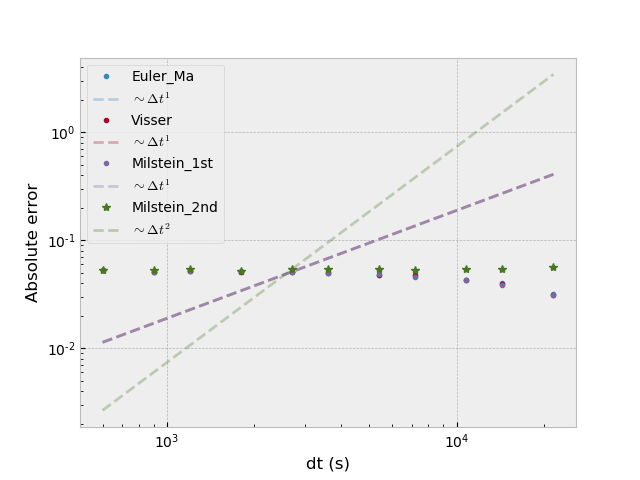 Euler_Ma
~ Δt¹
Visser
~ Δt¹
Milstein_1st
~ Δt¹
Milstein_2nd
~ Δt²
10⁰
10⁻¹
10⁻²
Absolute error
10³
10⁴
dt (s)